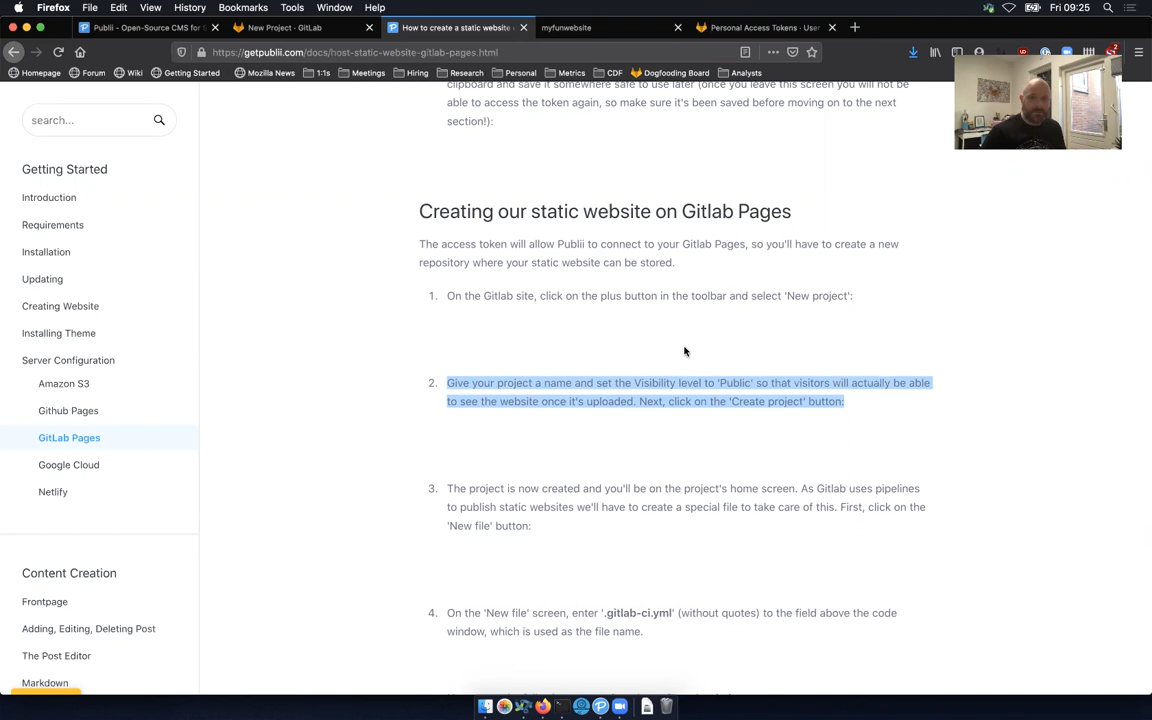 Firefox File Edit View History Bookmarks Tools Window Help Fri 09:25
Publii - Open-Source CMS for S New Project · GitLab How to create a static website myfunwebsite Personal Access Tokens · User
https://getpublii.com/docs/host-static-website-gitlab-pages.html
Homepage Forum Wiki Getting Started Mozilla News 1:1s Meetings Hiring Research Personal Metrics CDF Dogfooding Board Analysts
search...
Getting Started
Introduction
Requirements
Installation
Updating
Creating Website
Installing Theme
Server Configuration
Amazon S3
Github Pages
GitLab Pages
Google Cloud
Netlify
Content Creation
Frontpage
Adding, Editing, Deleting Post
The Post Editor
Markdown
clipboard and save it somewhere safe to use later (once you leave this screen you will not be
able to access the token again, so make sure it's been saved before moving on to the next
section!):
Creating our static website on Gitlab Pages
The access token will allow Publii to connect to your Gitlab Pages, so you'll have to create a new
repository where your static website can be stored.
1. On the Gitlab site, click on the plus button in the toolbar and select 'New project':
2. Give your project a name and set the Visibility level to 'Public' so that visitors will actually be able
to see the website once it's uploaded. Next, click on the 'Create project' button:
3. The project is now created and you'll be on the project's home screen. As Gitlab uses pipelines
to publish static websites we'll have to create a special file to take care of this. First, click on the
'New file' button:
4. On the 'New file' screen, enter '.gitlab-ci.yml' (without quotes) to the field above the code
window, which is used as the file name.